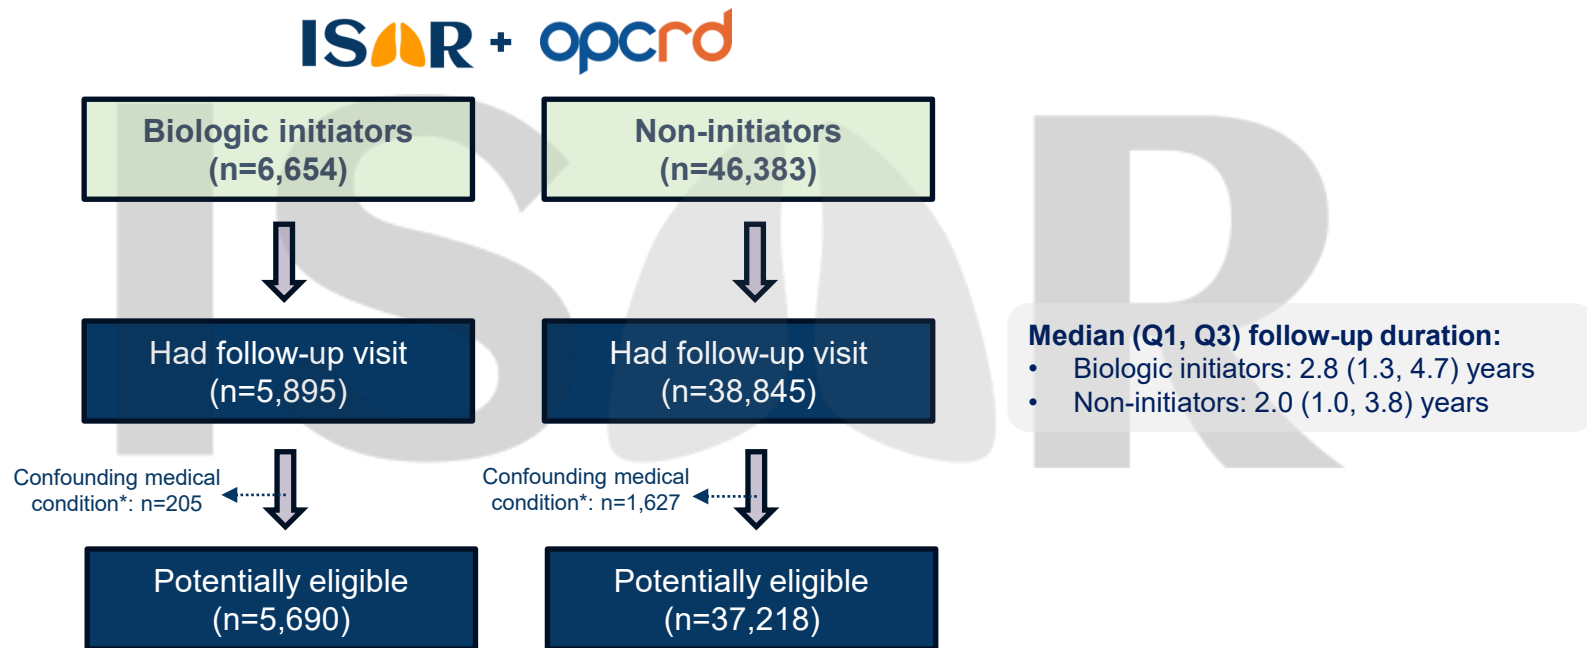 ISAR + opcrd
Biologic initiators
(n=6,654)
Non-initiators
(n=46,383)
Had follow-up visit
(n=5,895)
Had follow-up visit
(n=38,845)
Median (Q1, Q3) follow-up duration:
• Biologic initiators: 2.8 (1.3, 4.7) years
• Non-initiators: 2.0 (1.0, 3.8) years
Confounding medical
condition*: n=205
Confounding medical
condition*: n=1,627
Potentially eligible
(n=5,690)
Potentially eligible
(n=37,218)
ISAR